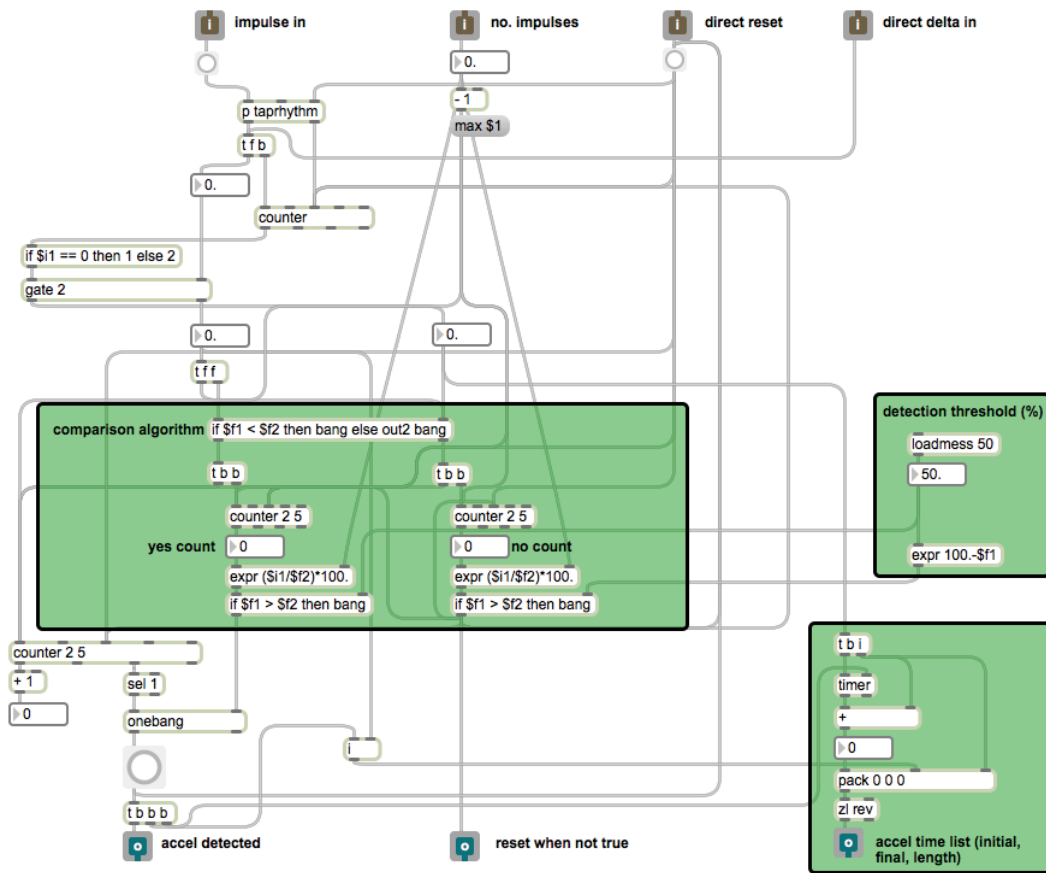 impulse in
no. impulses
direct reset
direct delta in
0.
- 1
p taprhythm
max $1
t f b
0.
counter
if $i1 == 0 then 1 else 2
gate 2
0.
0.
t f f
comparison algorithm
if $f1 < $f2 then bang else out2 bang
detection threshold (%)
loadmess 50
t b b
t b b
50.
counter 2 5
counter 2 5
yes count
0
0
no count
expr 100.-$f1
expr ($i1/$f2)*100.
expr ($i1/$f2)*100.
if $f1 > $f2 then bang
if $f1 > $f2 then bang
counter 2 5
t b i
+ 1
sel 1
timer
0
onebang
+
i
0
pack 0 0 0
t b b b
zl rev
accel detected
reset when not true
accel time list (initial,
final, length)